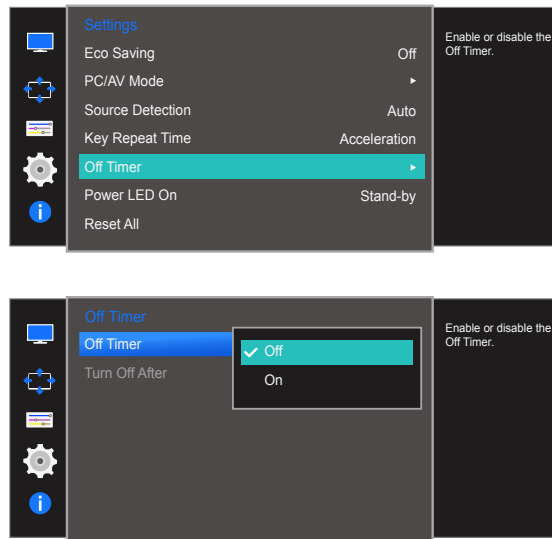 Settings
Eco Saving Off
PC/AV Mode
Source Detection Auto
Key Repeat Time Acceleration
Off Timer
Power LED On Stand-by
Reset All
Enable or disable the
Off Timer.
Off Timer
Off Timer
Off
Turn Off After
On
Enable or disable the
Off Timer.